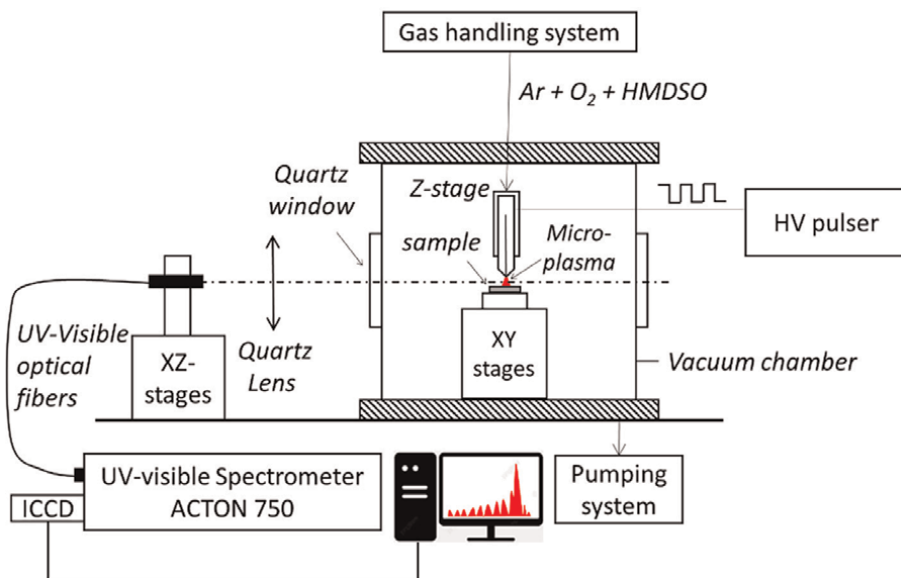 Gas handling system
Ar + O₂ + HMDSO
Quartz
window
Z-stage
HV pulser
sample
Micro-
plasma
UV-Visible
optical
fibers
XZ-
stages
Quartz
Lens
XY
stages
Vacuum chamber
UV-visible Spectrometer
ACTON 750
ICCD
Pumping
system